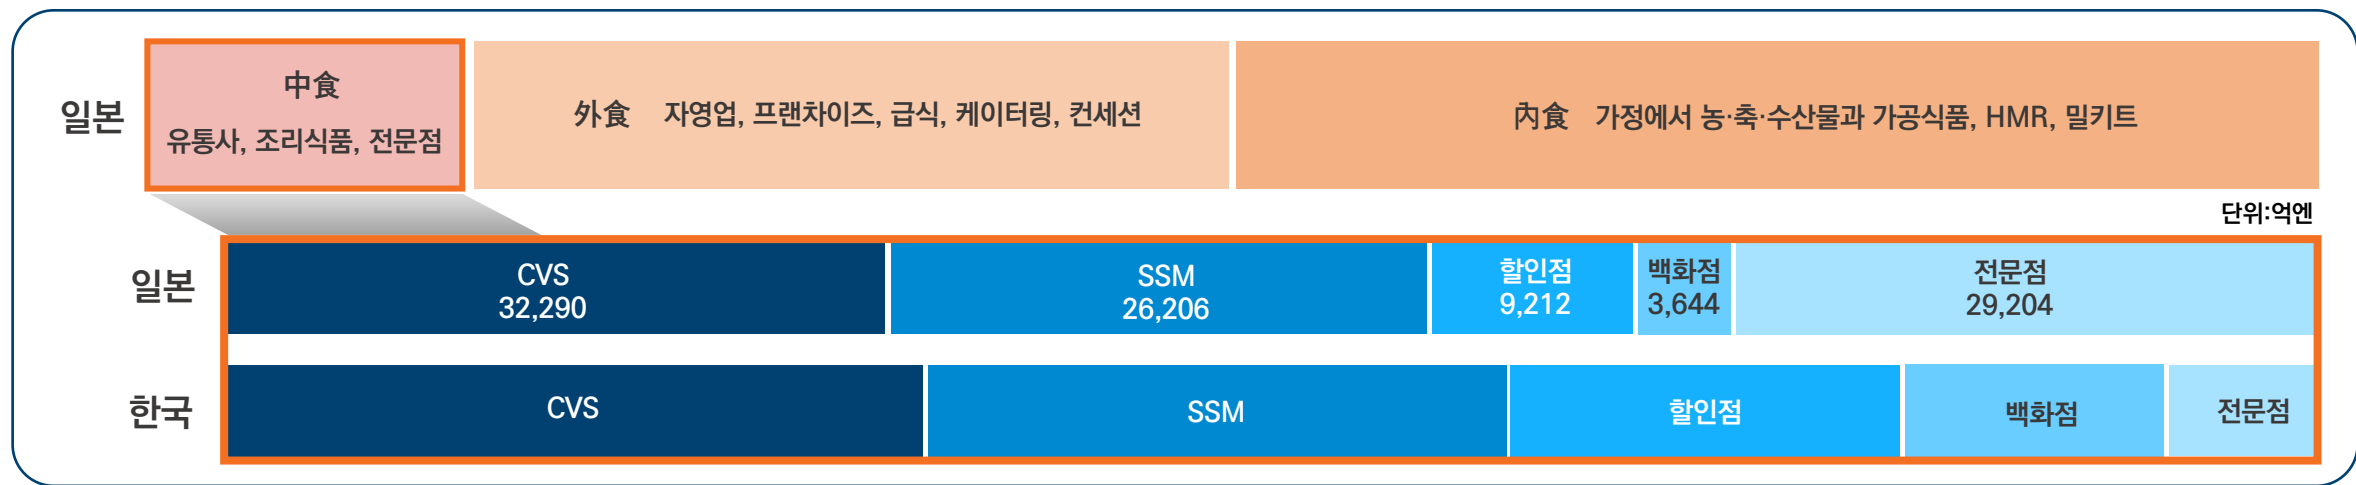 일본
中食
유통사, 조리식품, 전문점
外食 자영업, 프랜차이즈, 급식, 케이터링, 컨세션
内食 가정에서 농·축·수산물과 가공식품, HMR, 밀키트
단위:억엔
일본
CVS
32,290
SSM
26,206
할인점
9,212
백화점
3,644
전문점
29,204
한국
CVS
SSM
할인점
백화점
전문점